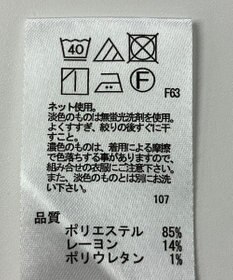 40
F
F63
ネット使用。
淡色のものは無蛍光洗剤を使用。
よくすすぎ、絞りの後すぐに干
すこと。
濃色のものは、着用による摩擦
で色落ちする事がありますので、
組み合せの衣服にご注意下さい。
また、淡色のものとは別にお洗
い下さい。
107
品質
ポリエステル 85%
レーヨン 14%
ポリウレタン 1%